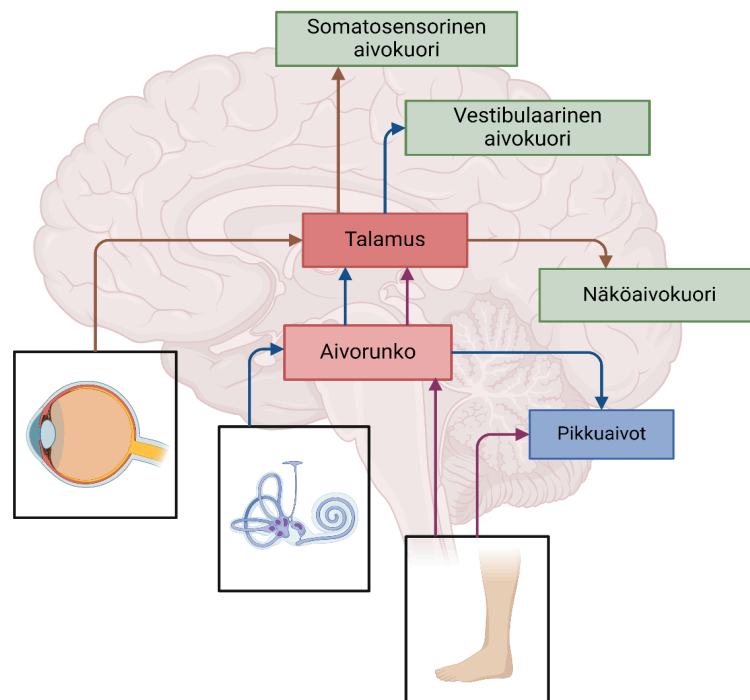 Somatosensorinen
aivokuori
Vestibulaarinen
aivokuori
Talamus
Näköaivokuori
Aivorunko
Pikkuaivot